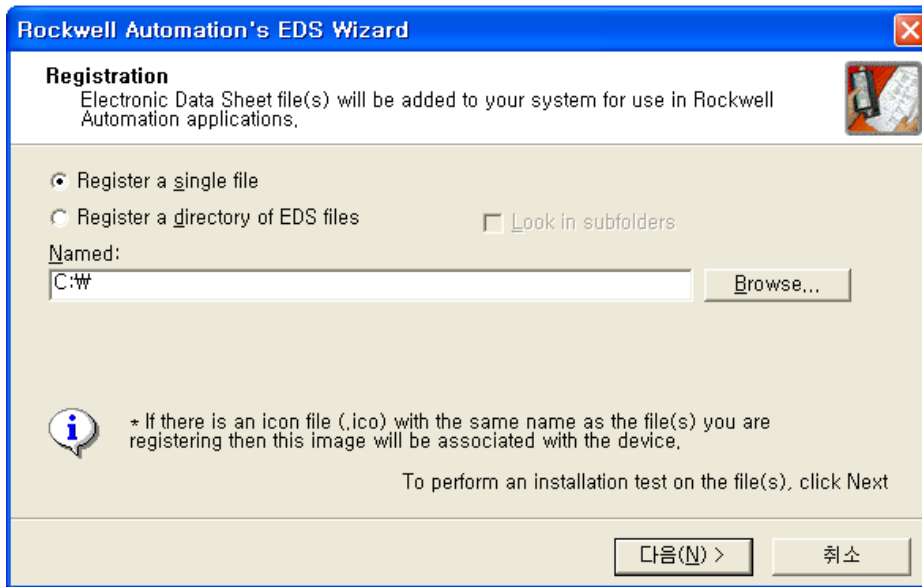 Rockwell Automation's EDS Wizard
Registration
Electronic Data Sheet file(s) will be added to your system for use in Rockwell
Automation applications.
Register a single file
Register a directory of EDS files
Look in subfolders
Named:
C:₩
Browse...
* If there is an icon file (.ico) with the same name as the file(s) you are
registering then this image will be associated with the device.
To perform an installation test on the file(s), click Next
다음(N) >
취소